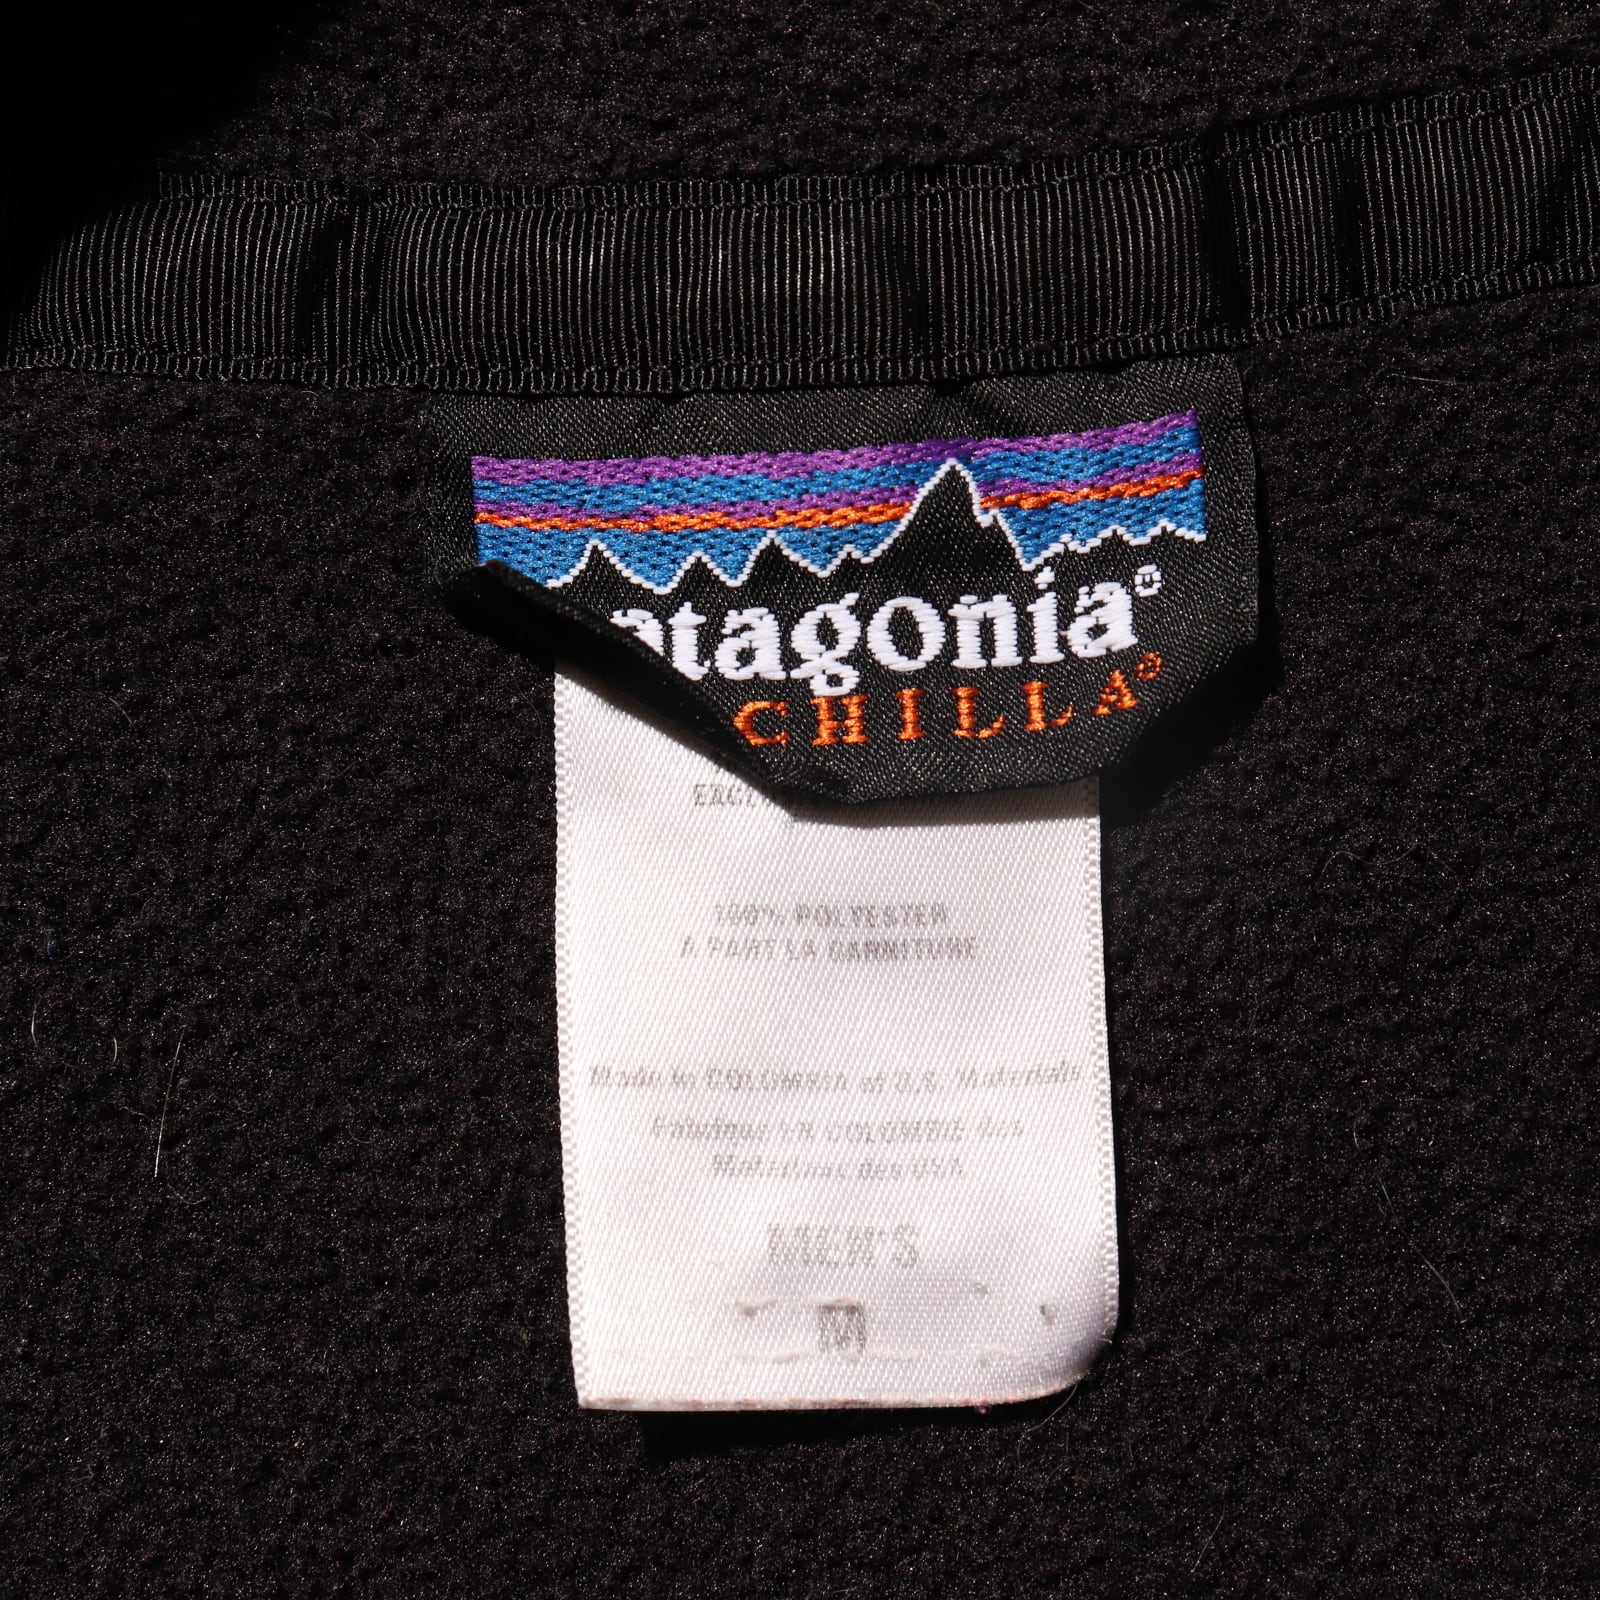 atagonia®
CHILLA®
100% POLYESTER
A PART LA GARNITURE
Made in COLOMBIA of U.S. Materials
Fabrique EN COLOMBIE des
Materiaux des USA
MEN'S
M